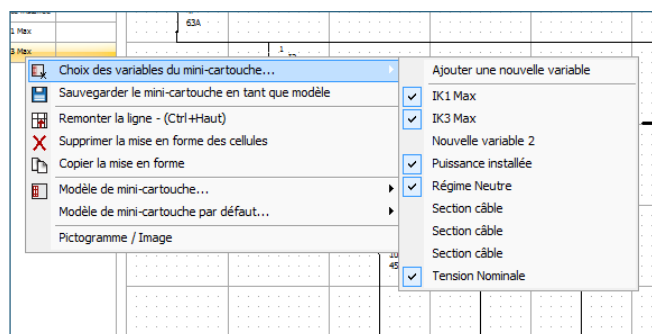 63A
1 Max
3 Max
1
Choix des variables du mini-cartouche...
Sauvegarder le mini-cartouche en tant que modèle
Remonter la ligne - (Ctrl+Haut)
Supprimer la mise en forme des cellules
Copier la mise en forme
Modèle de mini-cartouche...
Modèle de mini-cartouche par défaut...
Pictogramme / Image
Ajouter une nouvelle variable
IK1 Max
IK3 Max
Nouvelle variable 2
Puissance installée
Régime Neutre
Section câble
Section câble
Section câble
Tension Nominale